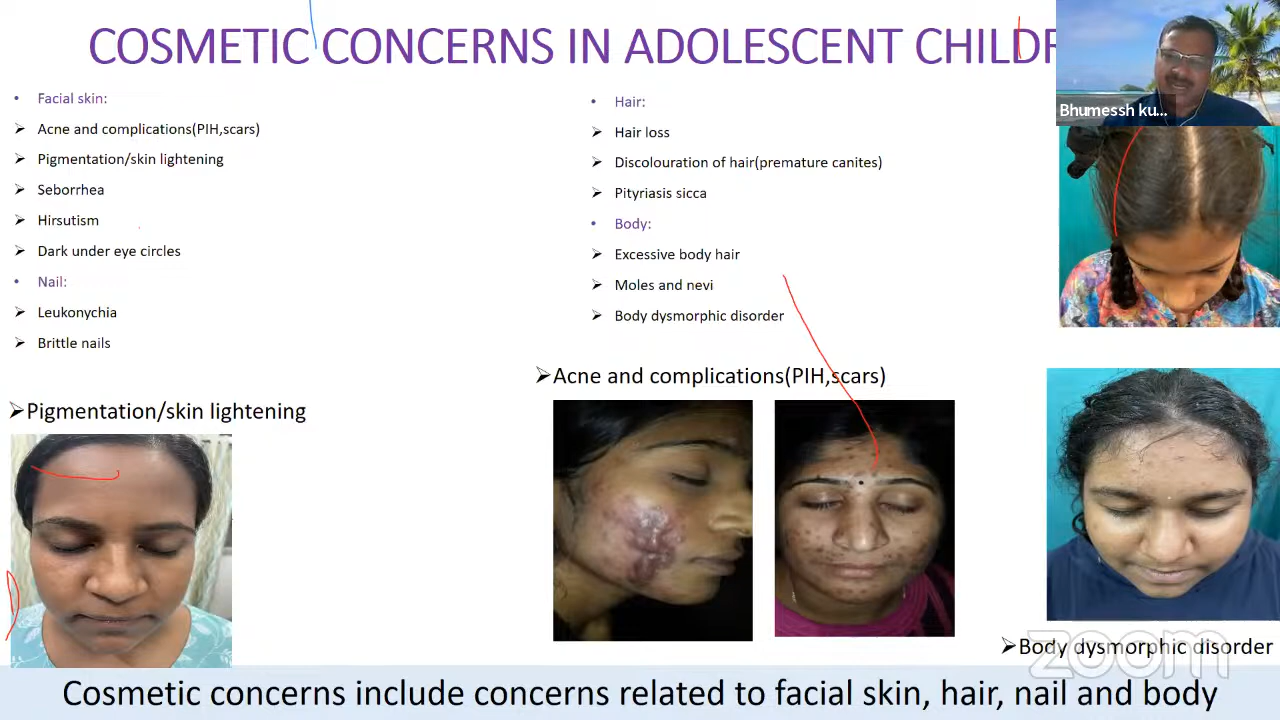 COSMETIC CONCERNS IN ADOLESCENT CHILDR
Bhumessh ku...
Facial skin:
Acne and complications(PIH,scars)
Pigmentation/skin lightening
Seborrhea
Hirsutism
Dark under eye circles
Nail:
Leukonychia
Brittle nails
Hair:
Hair loss
Discolouration of hair(premature canites)
Pityriasis sicca
Body:
Excessive body hair
Moles and nevi
Body dysmorphic disorder
Pigmentation/skin lightening
Acne and complications(PIH,scars)
Body dysmorphic disorder
zoom
Cosmetic concerns include concerns related to facial skin, hair, nail and body